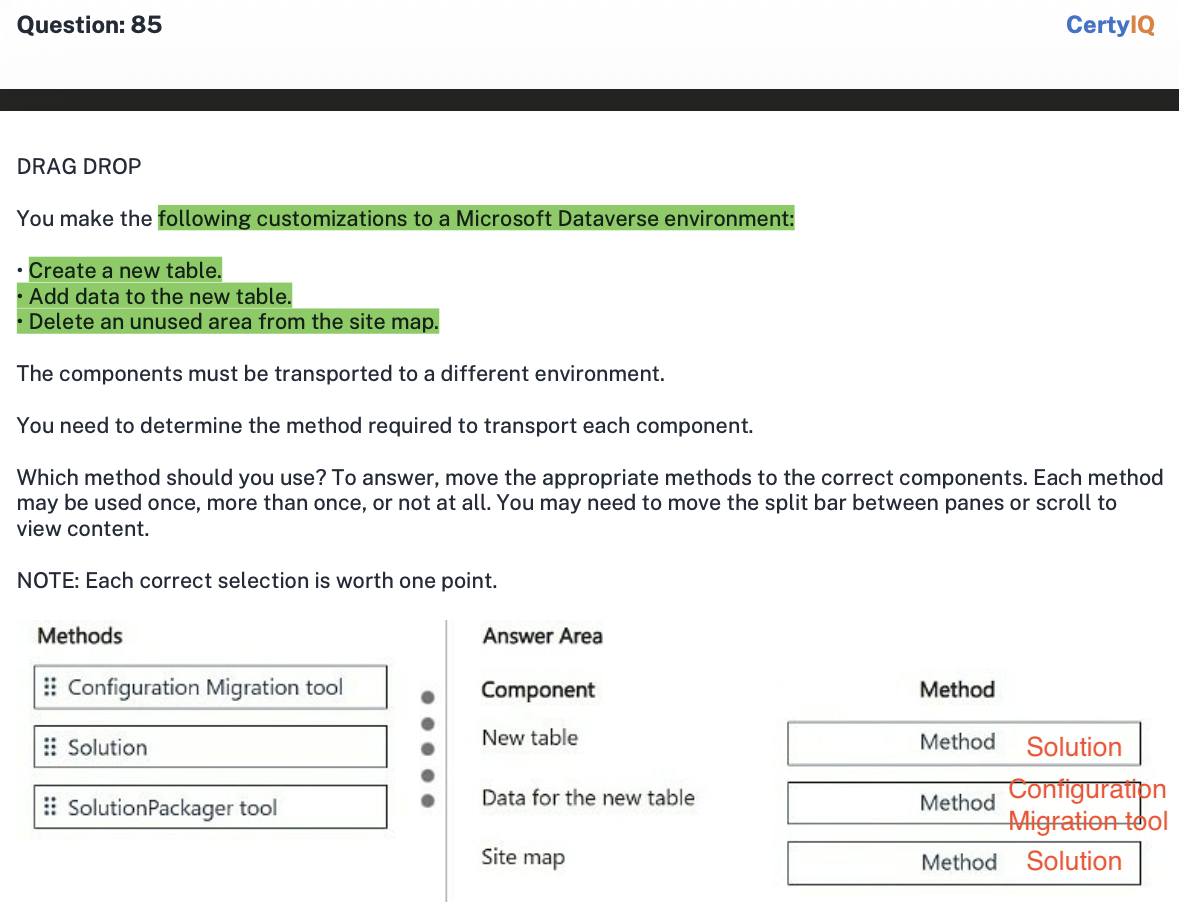 Question: 85
CertyIQ
DRAG DROP
You make the following customizations to a Microsoft Dataverse environment:
• Create a new table.
• Add data to the new table.
• Delete an unused area from the site map.
The components must be transported to a different environment.
You need to determine the method required to transport each component.
Which method should you use? To answer, move the appropriate methods to the correct components. Each method
may be used once, more than once, or not at all. You may need to move the split bar between panes or scroll to
view content.
NOTE: Each correct selection is worth one point.
Methods
Configuration Migration tool
Solution
SolutionPackager tool
Answer Area
Component Method
New table Method Solution
Data for the new table Method Configuration
Migration tool
Site map Method Solution